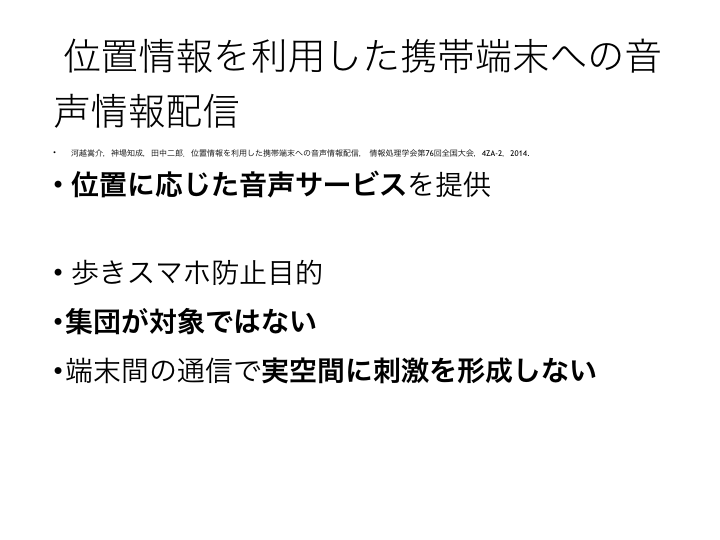 位置情報を利用した携帯端末への音
声情報配信
• 河越嵩介，神場知成，田中二郎，位置情報を利用した携帯端末への音声情報配信， 情報処理学会第76回全国大会，4ZA-2，2014.
• 位置に応じた音声サービスを提供
• 歩きスマホ防止目的
•集団が対象ではない
•端末間の通信で実空間に刺激を形成しない